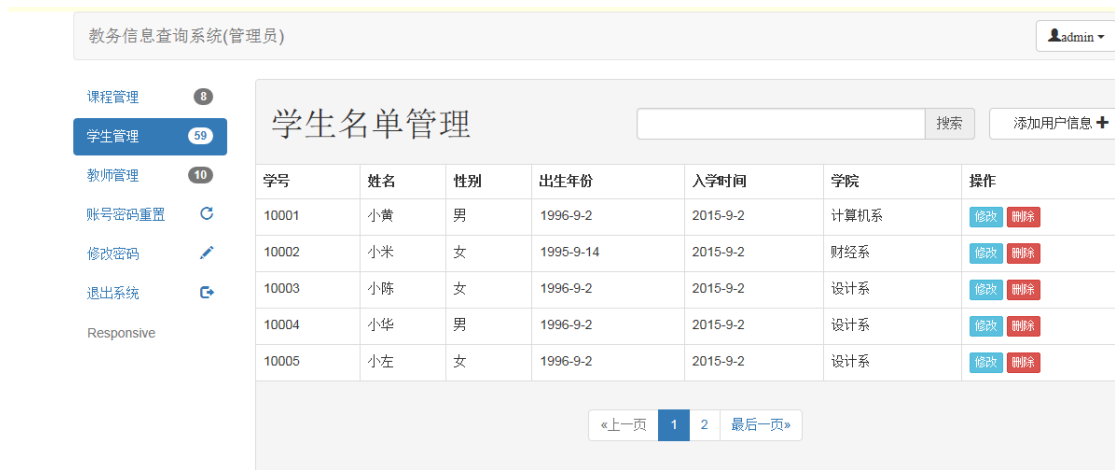 教务信息查询系统(管理员)
admin
课程管理 8
学生管理 59
教师管理 10
账号密码重置
修改密码
退出系统
Responsive
学生名单管理
搜索
添加用户信息
学号 姓名 性别 出生年份 入学时间 学院 操作
10001 小黄 男 1996-9-2 2015-9-2 计算机系 修改 删除
10002 小米 女 1995-9-14 2015-9-2 财经系 修改 删除
10003 小陈 女 1996-9-2 2015-9-2 设计系 修改 删除
10004 小华 男 1996-9-2 2015-9-2 设计系 修改 删除
10005 小左 女 1996-9-2 2015-9-2 设计系 修改 删除
«上一页 1 2 最后一页»